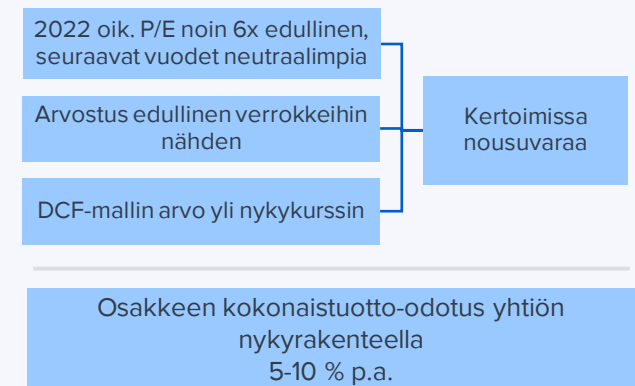 2022 oik. P/E noin 6x edullinen,
seuraavat vuodet neutraalimpia
Arvostus edullinen verrokkeihin
nähden
DCF-mallin arvo yli nykykurssin
Kertoimissa
nousuvaraa
Osakkeen kokonaistuotto-odotus yhtiön
nykyrakenteella
5-10 % p.a.